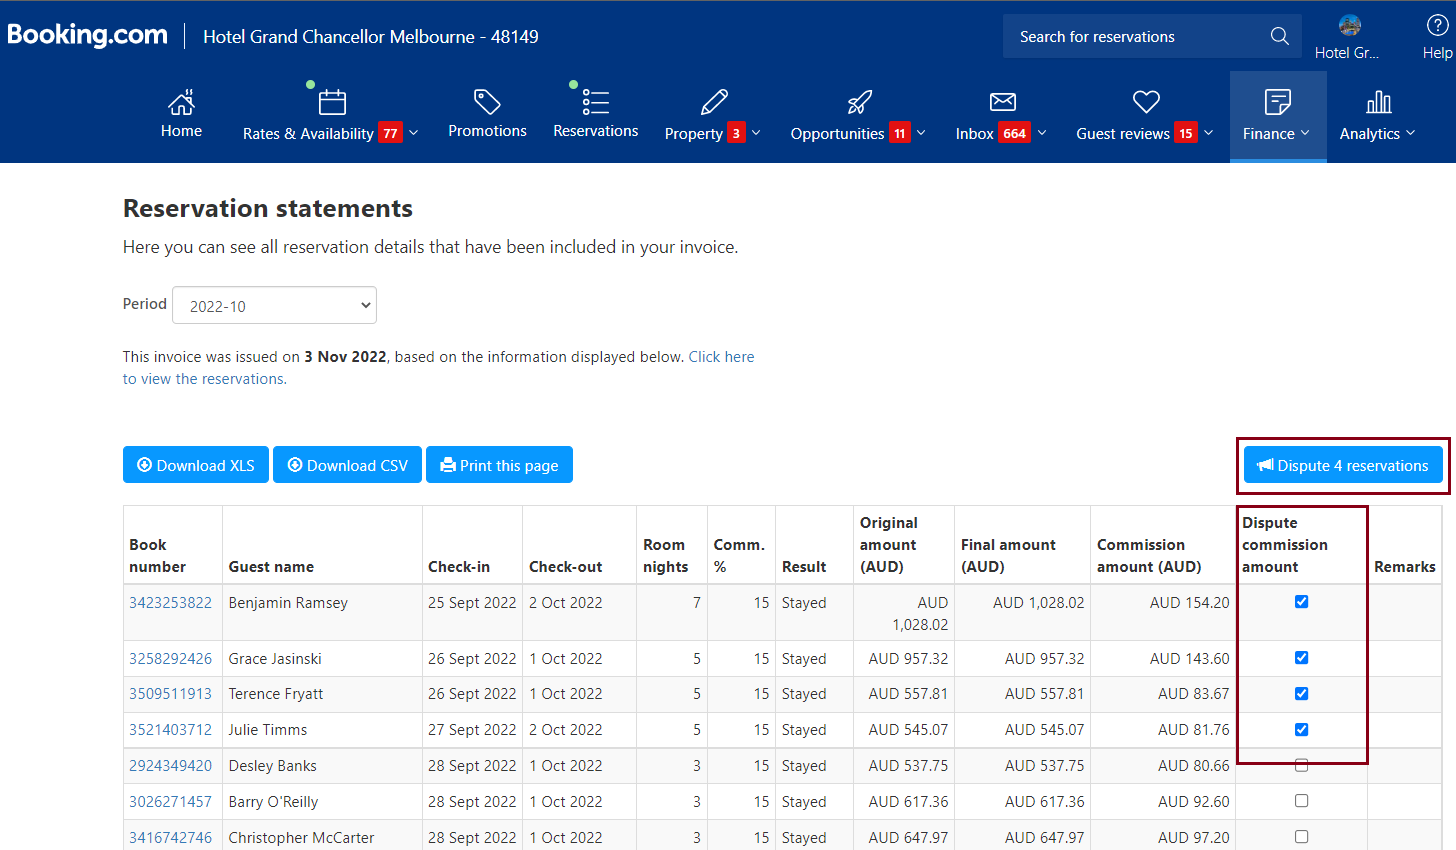 Booking.com
Hotel Grand Chancellor Melbourne - 48149
Search for reservations
Hotel Gr...
Help
Home
Rates & Availability 77
Promotions
Reservations
Property 3
Opportunities 11
Inbox 664
Guest reviews 15
Finance
Analytics
Reservation statements
Here you can see all reservation details that have been included in your invoice.
Period 2022-10
This invoice was issued on 3 Nov 2022, based on the information displayed below. Click here
to view the reservations.
Download XLS Download CSV Print this page Dispute 4 reservations
Book number Guest name Check-in Check-out Room nights Comm. % Result Original amount (AUD) Final amount (AUD) Commission amount (AUD) Dispute commission amount Remarks
3423253822 Benjamin Ramsey 25 Sept 2022 2 Oct 2022 7 15 Stayed AUD 1,028.02 AUD 1,028.02 AUD 154.20
3258292426 Grace Jasinski 26 Sept 2022 1 Oct 2022 5 15 Stayed AUD 957.32 AUD 957.32 AUD 143.60
3509511913 Terence Fryatt 26 Sept 2022 1 Oct 2022 5 15 Stayed AUD 557.81 AUD 557.81 AUD 83.67
3521403712 Julie Timms 27 Sept 2022 2 Oct 2022 5 15 Stayed AUD 545.07 AUD 545.07 AUD 81.76
2924349420 Desley Banks 28 Sept 2022 1 Oct 2022 3 15 Stayed AUD 537.75 AUD 537.75 AUD 80.66
3026271457 Barry O'Reilly 28 Sept 2022 1 Oct 2022 3 15 Stayed AUD 617.36 AUD 617.36 AUD 92.60
3416742746 Christopher McCarter 28 Sept 2022 1 Oct 2022 3 15 Stayed AUD 647.97 AUD 647.97 AUD 97.20